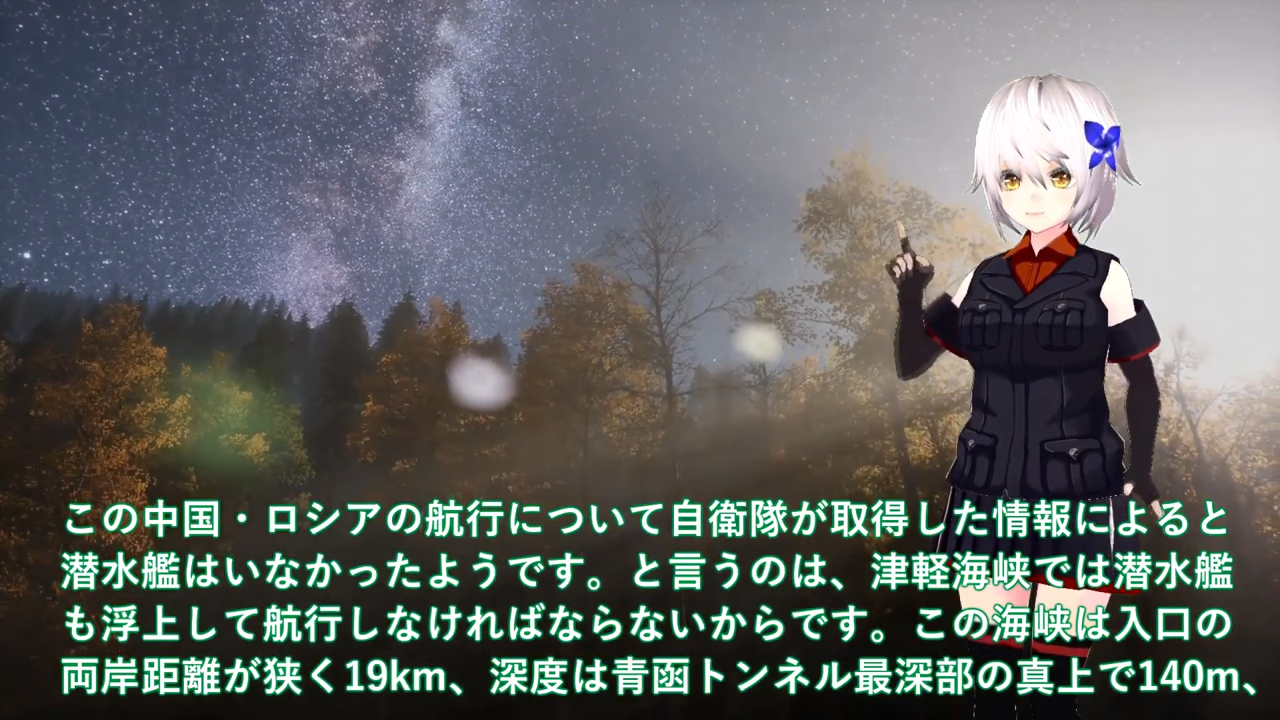 この中国・ロシアの航行について自衛隊が取得した情報によると
潜水艦はいなかったようです。と言うのは、津軽海峡では潜水艦
も浮上して航行しなければならないからです。この海峡は入口の
両岸距離が狭く19km、深度は青函トンネル最深部の真上で140m、